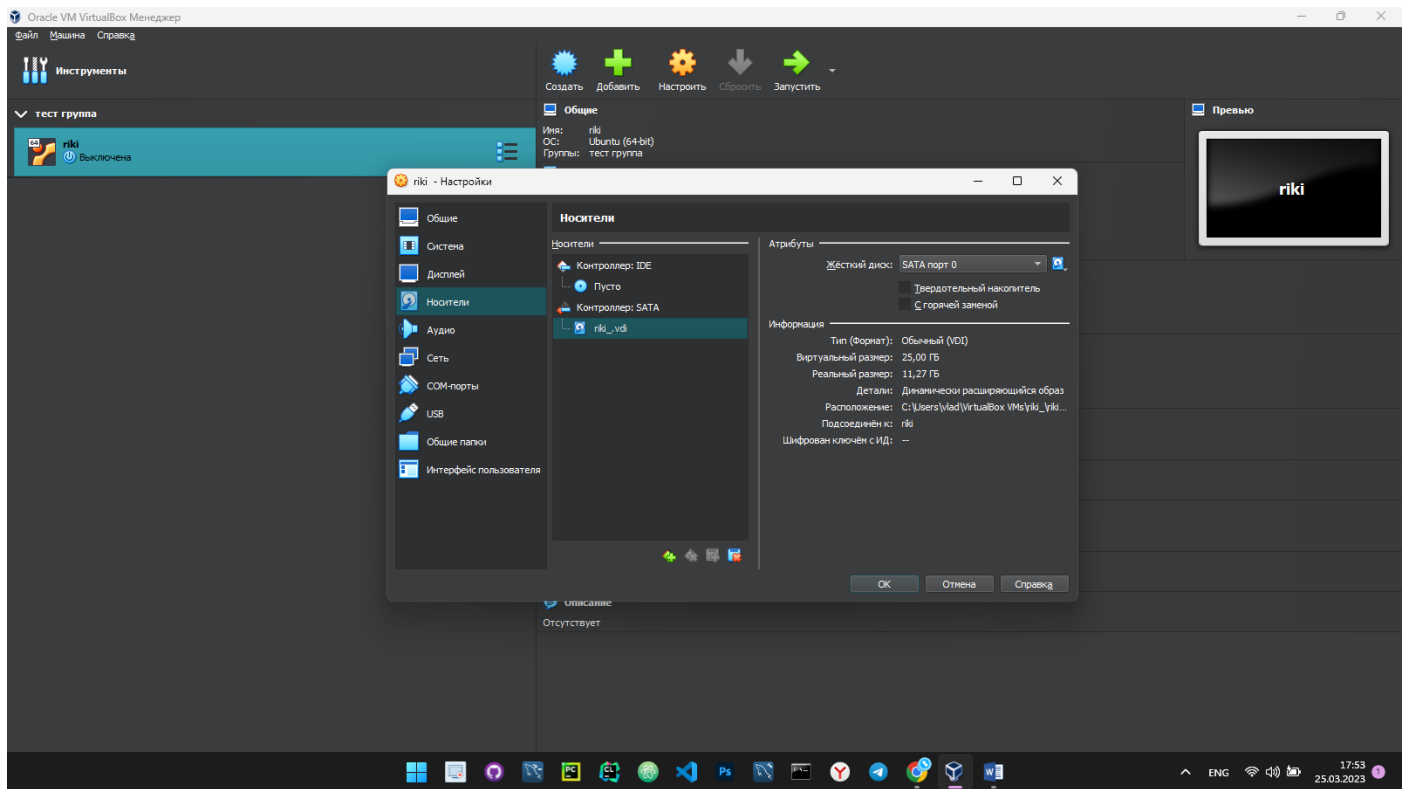 Oracle VM VirtualBox Менеджер
Файл Машина Справка
Инструменты
Создать Добавить Настроить Сбросить Запустить
тест группа
64
riki
Выключена
Общие
Имя: riki
ОС: Ubuntu (64-bit)
Группы: тест группа
Превью
riki
riki - Настройки
Общие
Система
Дисплей
Носители
Аудио
Сеть
COM-порты
USB
Общие папки
Интерфейс пользователя
Носители
Носители
Контроллер: IDE
Пусто
Контроллер: SATA
riki_.vdi
Атрибуты
Жёсткий диск: SATA порт 0
Твердотельный накопитель
С горячей заменой
Информация
Тип (Формат): Обычный (VDI)
Виртуальный размер: 25,00 ГБ
Реальный размер: 11,27 ГБ
Детали: Динамически расширяющийся образ
Расположение: C:\Users\vlad\VirtualBox VMs\riki_\riki...
Подсоединён к: riki
Шифрован ключём с ИД: --
OK Отмена Справка
Описание
Отсутствует
PC CL Ps Y W
ENG
17:53
25.03.2023
1